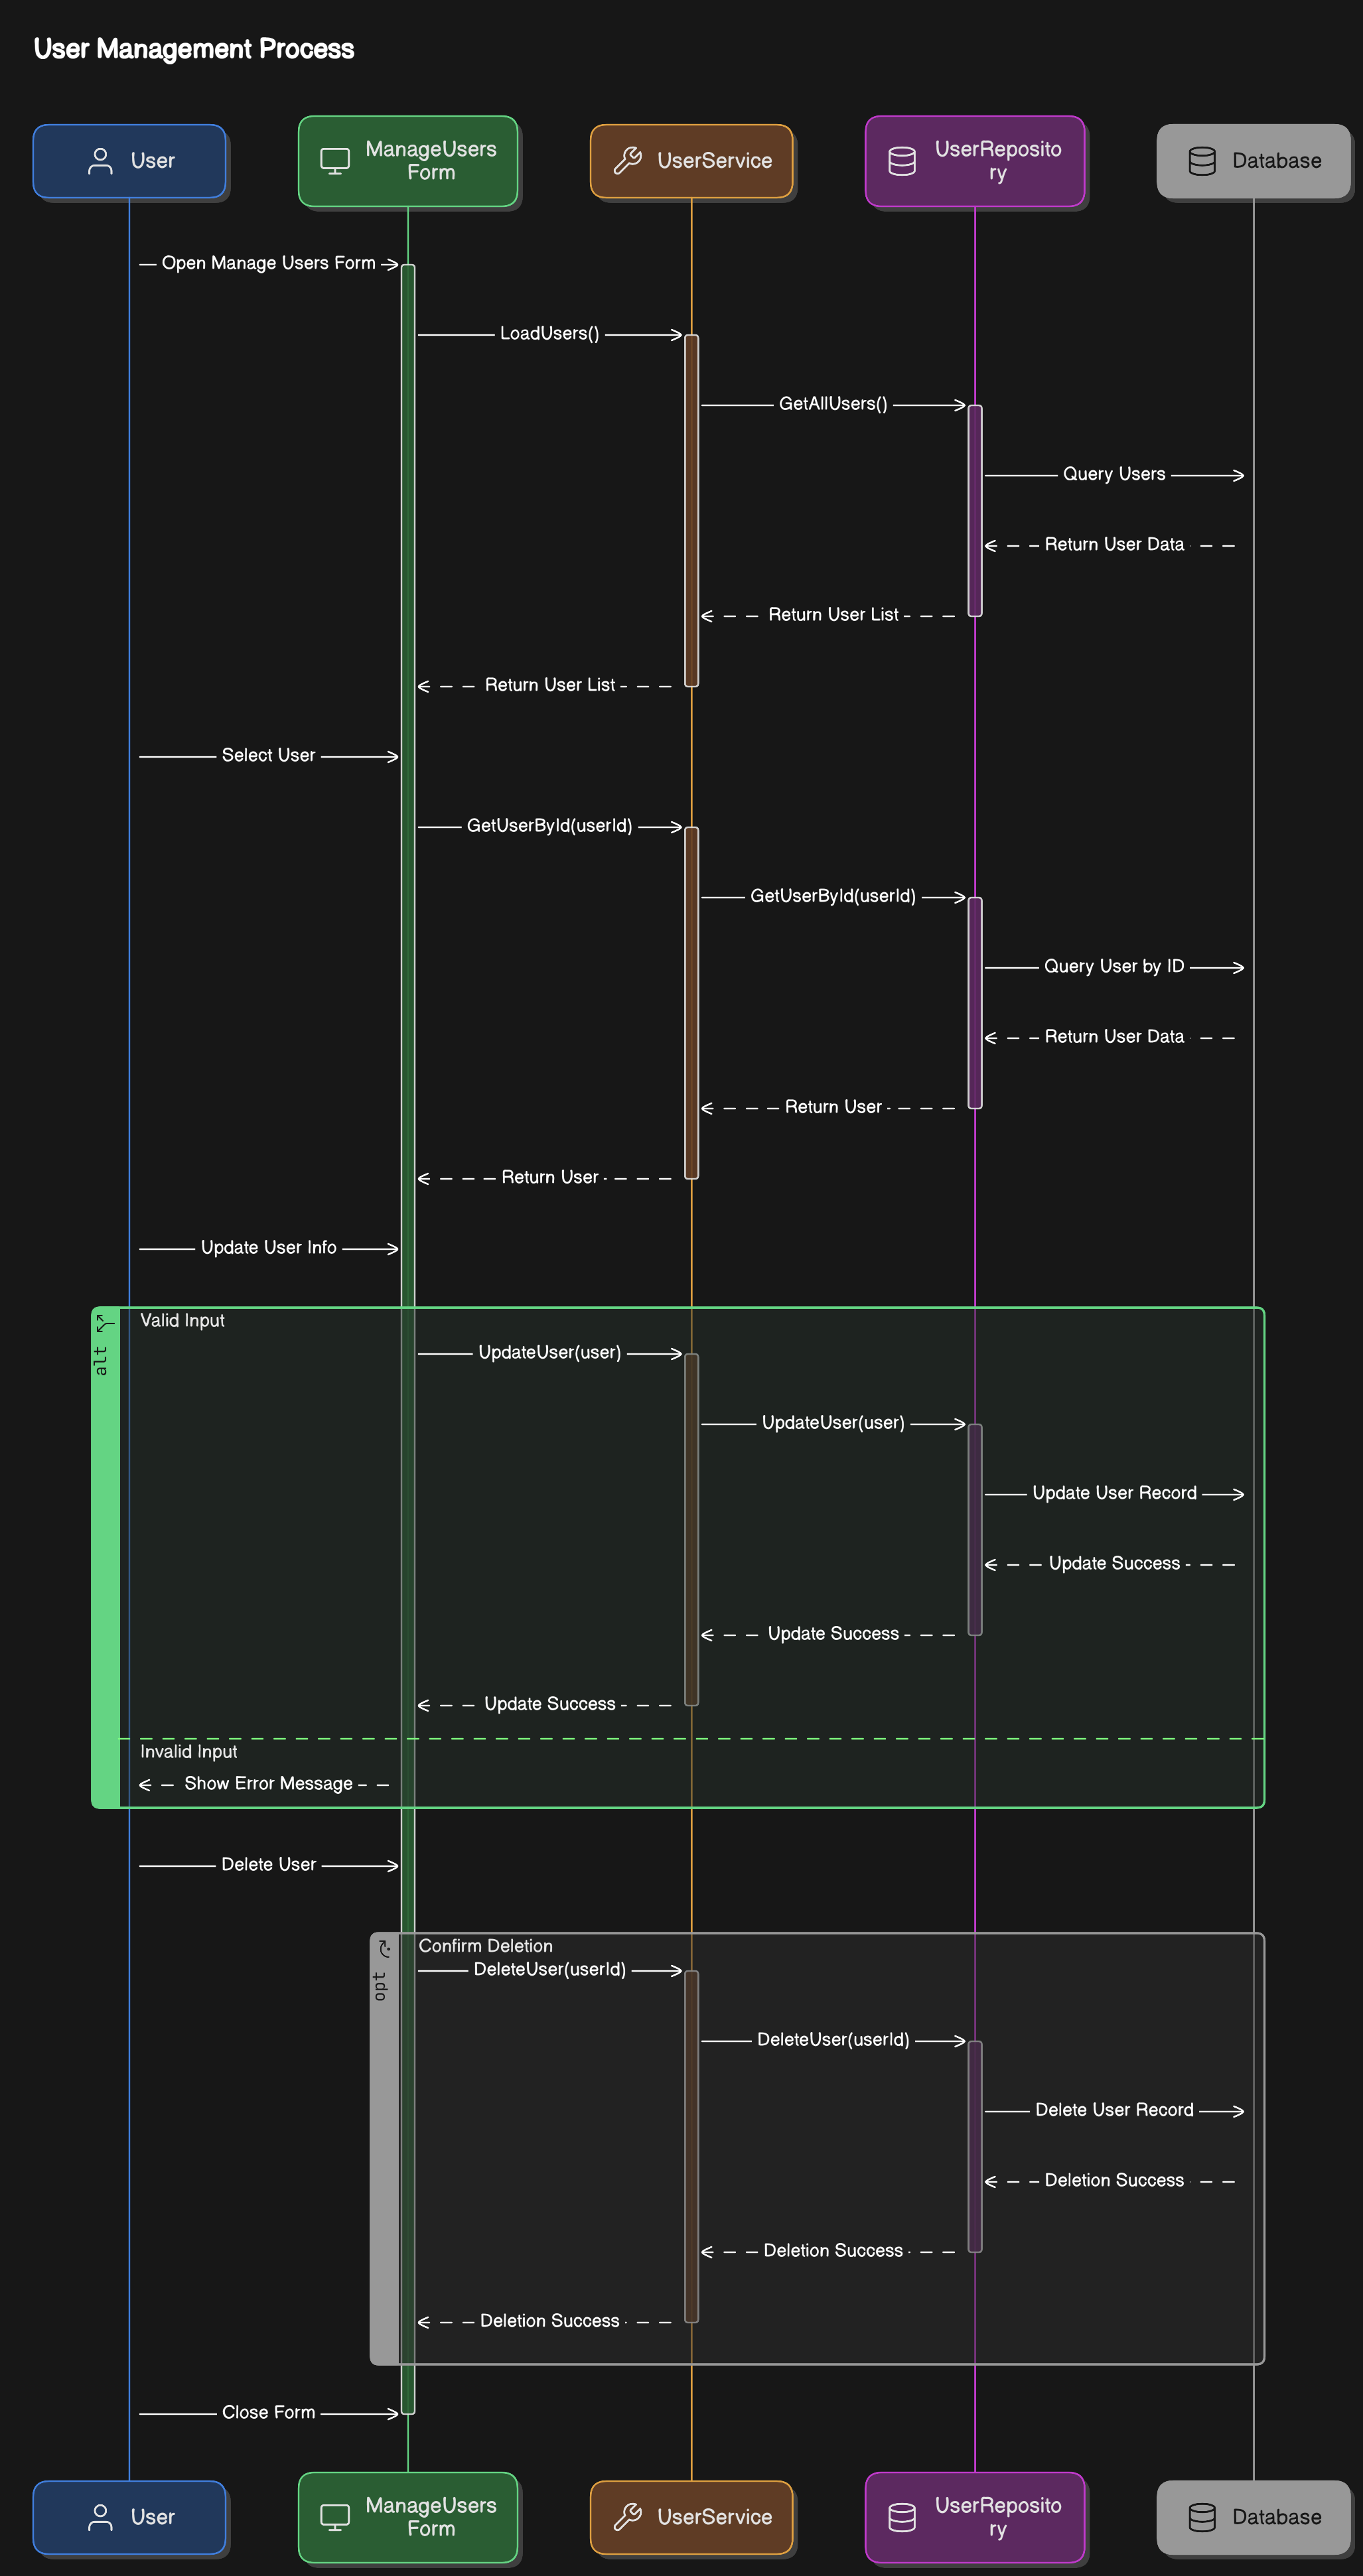 User Management Process
User
ManageUsers
Form
UserService
UserReposito
ry
Database
Open Manage Users Form
LoadUsers()
GetAllUsers()
Query Users
Return User Data
Return User List
Return User List
Select User
GetUserById(userId)
GetUserById(userId)
Query User by ID
Return User Data
Return User
Return User
Update User Info
alt
Valid Input
UpdateUser(user)
UpdateUser(user)
Update User Record
Update Success
Update Success
Update Success
Invalid Input
Show Error Message
Delete User
opt
Confirm Deletion
DeleteUser(userId)
DeleteUser(userId)
Delete User Record
Deletion Success
Deletion Success
Deletion Success
Close Form
User
ManageUsers
Form
UserService
UserReposito
ry
Database